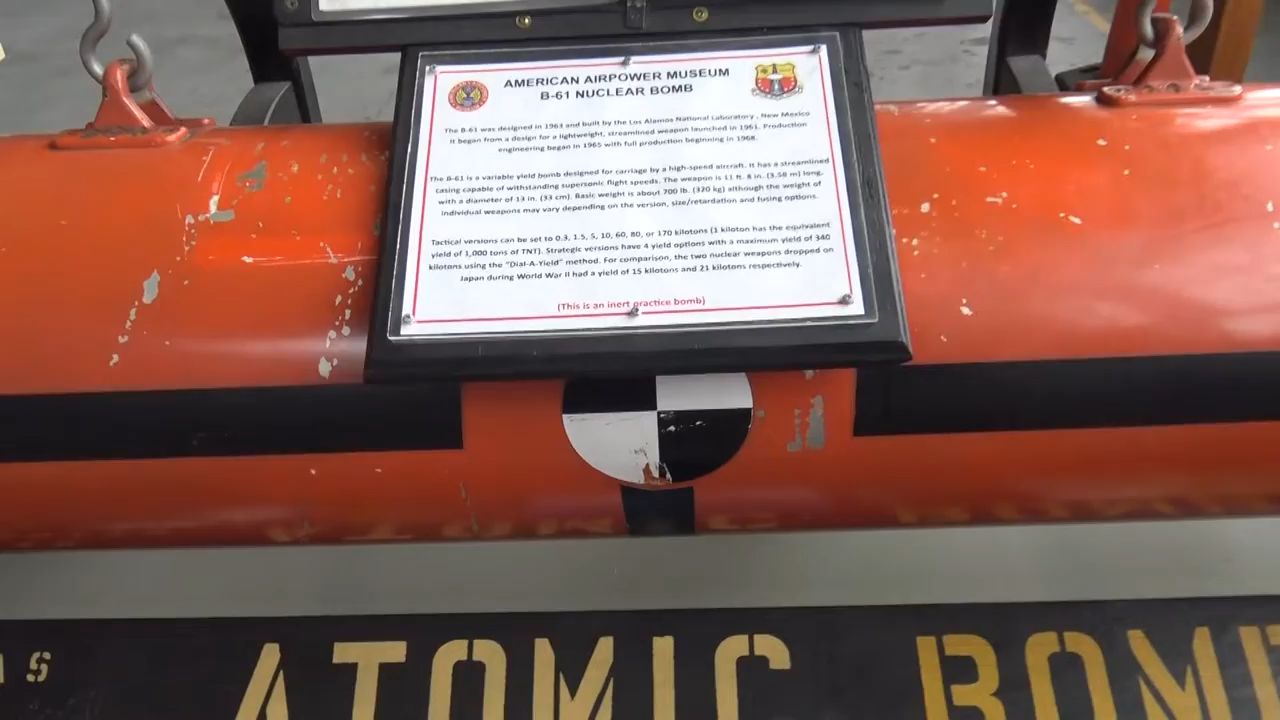 AMERICAN AIRPOWER MUSEUM
B-61 NUCLEAR BOMB
The B-61 was designed in 1963 and built by the Los Alamos National Laboratory, New Mexico
It began from a design for a lightweight, streamlined weapon launched in 1961. Production
engineering began in 1965 with full production beginning in 1968.
The B-61 is a variable yield bomb designed for carriage by a high-speed aircraft. It has a streamlined
casing capable of withstanding supersonic flight speeds. The weapon is 11 ft. 8 in. (3.58 m) long,
with a diameter of 13 in. (33 cm). Basic weight is about 700 lb. (320 kg) although the weight of
individual weapons may vary depending on the version, size/retardation and fusing options.
Tactical versions can be set to 0.3, 1.5, 5, 10, 60, 80, or 170 kilotons (1 kiloton has the equivalent
yield of 1,000 tons of TNT). Strategic versions have 4 yield options with a maximum yield of 340
kilotons using the "Dial-A-Yield" method. For comparison, the two nuclear weapons dropped on
Japan during World War II had a yield of 15 kilotons and 21 kilotons respectively.
(This is an inert practice bomb)
AS ATOMIC BOMB